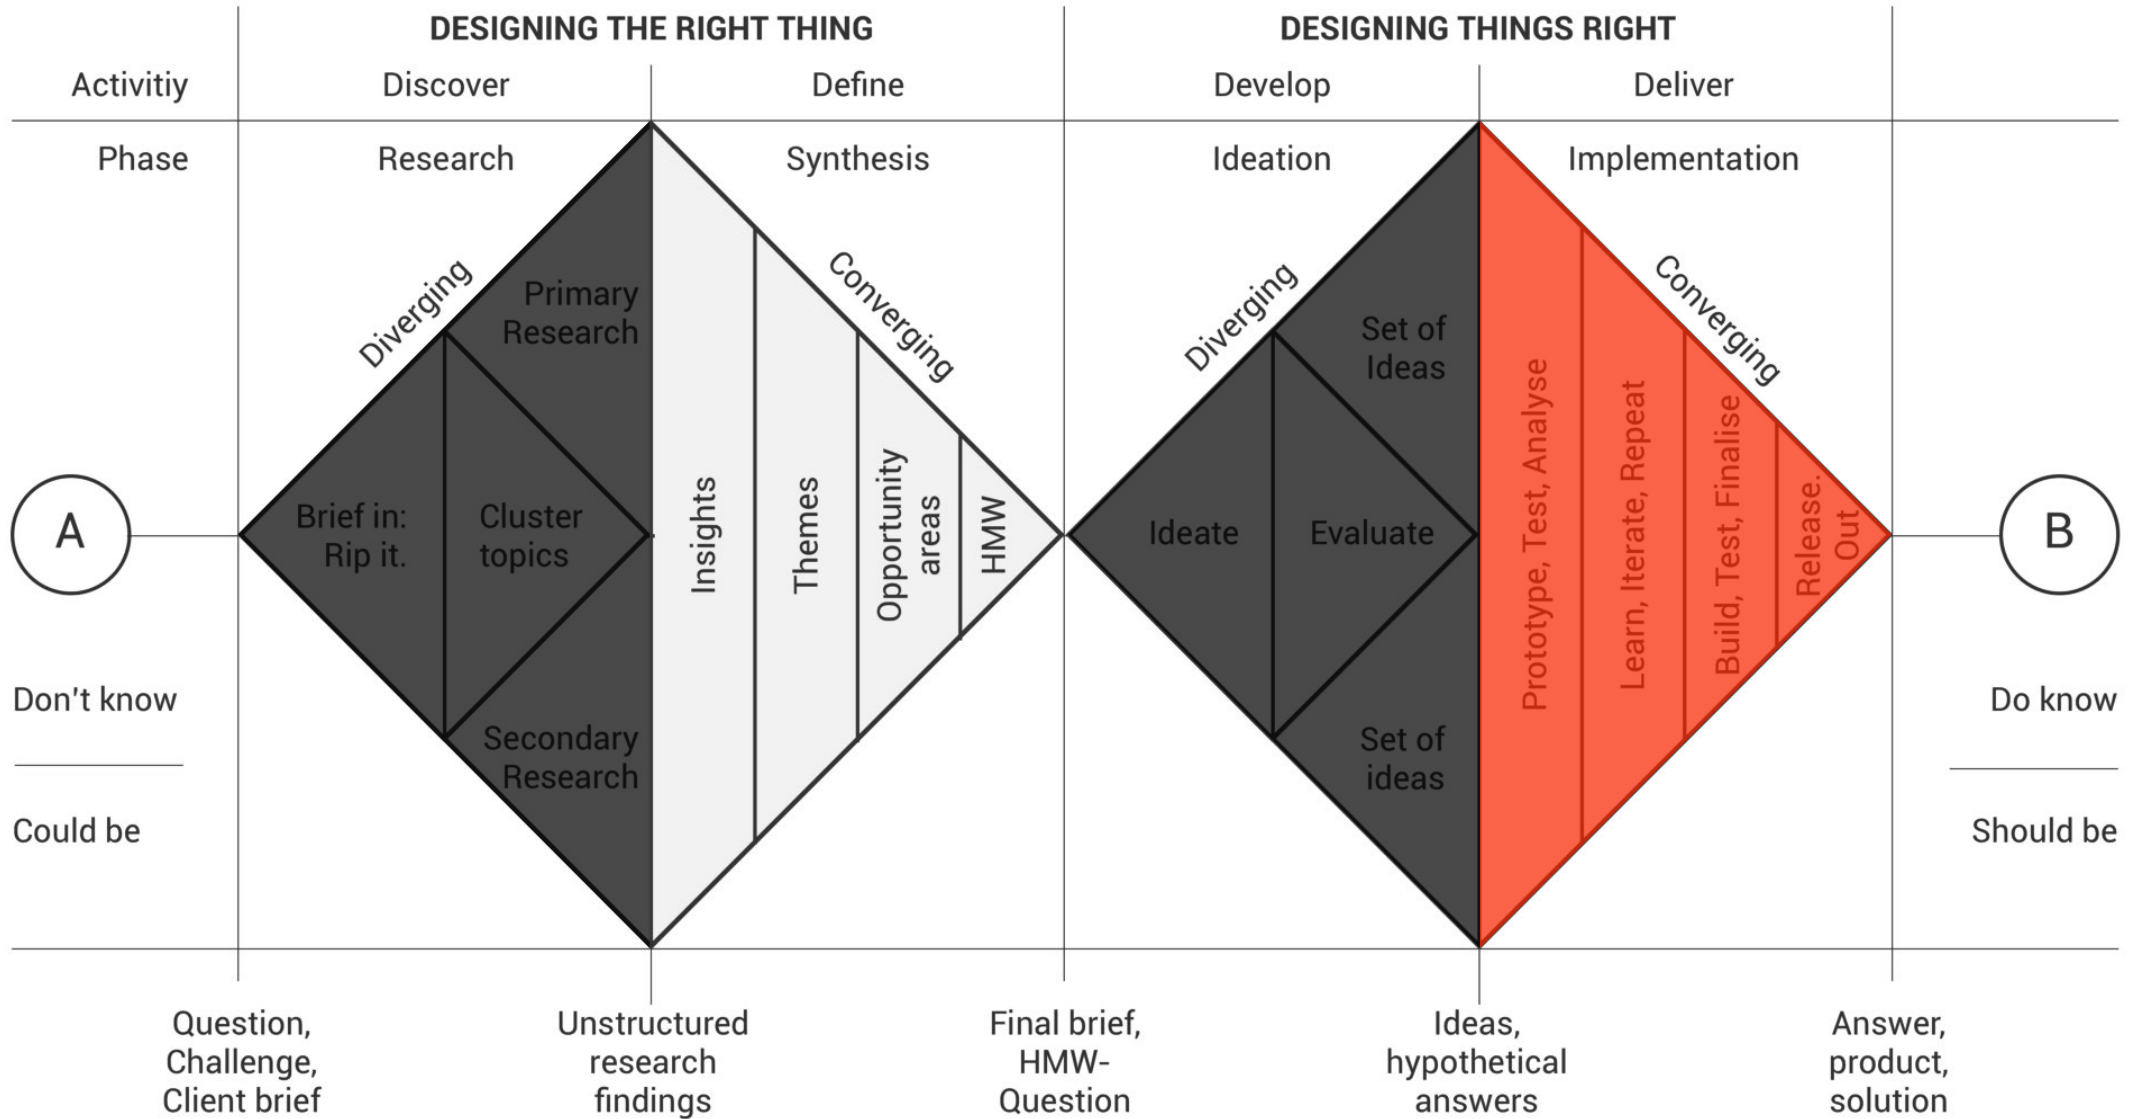 DESIGNING THE RIGHT THING
DESIGNING THINGS RIGHT
Activitiy
Discover
Define
Develop
Deliver
Phase
Research
Synthesis
Ideation
Implementation
Diverging
Converging
Diverging
Converging
Primary
Research
Brief in:
Rip it.
Cluster
topics
Secondary
Research
Insights
Themes
Opportunity
areas
HMW
Set of
Ideas
Ideate
Evaluate
Set of
ideas
Prototype, Test, Analyse
Learn, Iterate, Repeat
Build, Test, Finalise
Release.
Out
A
B
Don't know
Could be
Do know
Should be
Question,
Challenge,
Client brief
Unstructured
research
findings
Final brief,
HMW-
Question
Ideas,
hypothetical
answers
Answer,
product,
solution